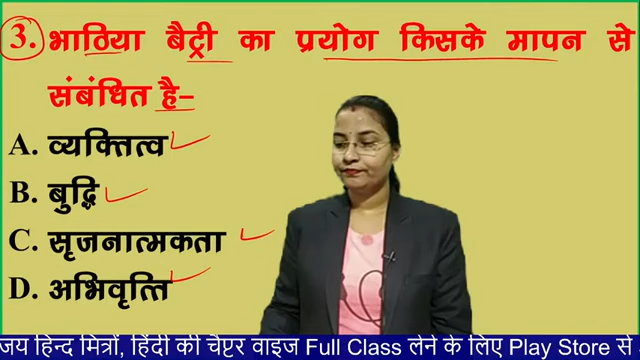 3. भाठिया बैट्री का प्रयोग किसके मापन से
संबंधित है-
A. व्यक्तित्व
B. बुद्धि
C. सृजनात्मकता
D. अभिवृत्ति
जय हिन्द मित्रों, हिंदी की चैप्टर वाइज Full Class लेने के लिए Play Store से